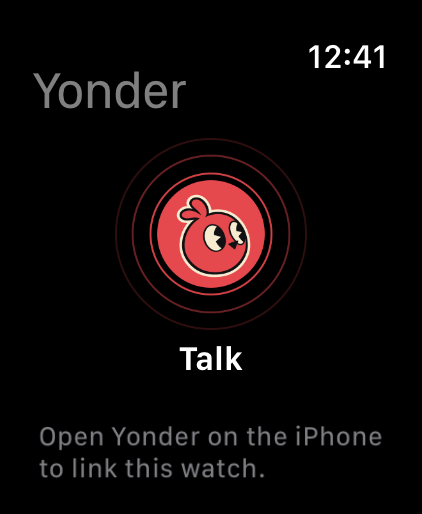 12:41
Yonder
Talk
Open Yonder on the iPhone
to link this watch.